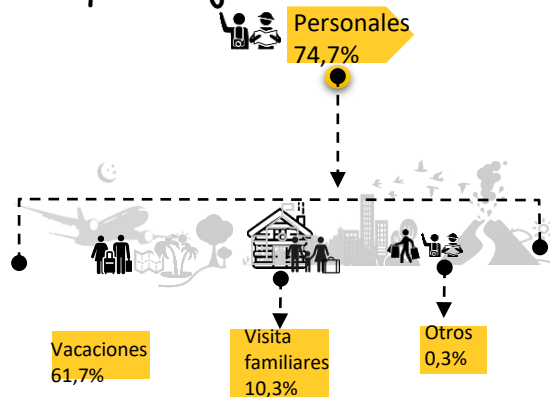 Personales
74,7%
Vacaciones
61,7%
Visita
familiares
10,3%
Otros
0,3%